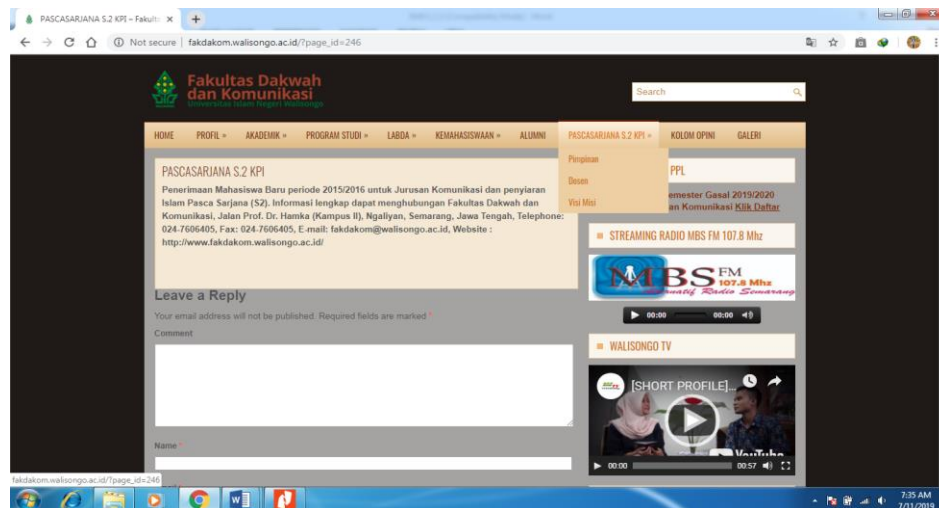 PASCASARJANA S.2 KPI – Fakult
Not secure | fakdakom.walisongo.ac.id/?page_id=246
Fakultas Dakwah
dan Komunikasi
Universitas Islam Negeri Walisongo
Search
HOME PROFIL » AKADEMIK » PROGRAM STUDI » LABDA » KEMAHASISWAAN » ALUMNI PASCASARJANA S.2 KPI » KOLOM OPINI GALERI
Pimpinan
Dosen
Visi Misi
PASCASARJANA S.2 KPI
Penerimaan Mahasiswa Baru periode 2015/2016 untuk Jurusan Komunikasi dan penyiaran
Islam Pasca Sarjana (S2). Informasi lengkap dapat menghubungan Fakultas Dakwah dan
Komunikasi, Jalan Prof. Dr. Hamka (Kampus II), Ngaliyan, Semarang, Jawa Tengah, Telephone:
024-7606405, Fax: 024-7606405, E-mail: fakdakom@walisongo.ac.id, Website :
http://www.fakdakom.walisongo.ac.id/
Leave a Reply
Your email address will not be published. Required fields are marked *
Comment
Name *
PPL
emester Gasal 2019/2020
an Komunikasi Klik Daftar
STREAMING RADIO MBS FM 107.8 Mhz
MBS FM
107.8 Mhz
Radio Semarang
00:00 00:00
WALISONGO TV
[SHORT PROFILE]...
YouTube
00:00 00:57
fakdakom.walisongo.ac.id/?page_id=246
7:35 AM
7/11/2019